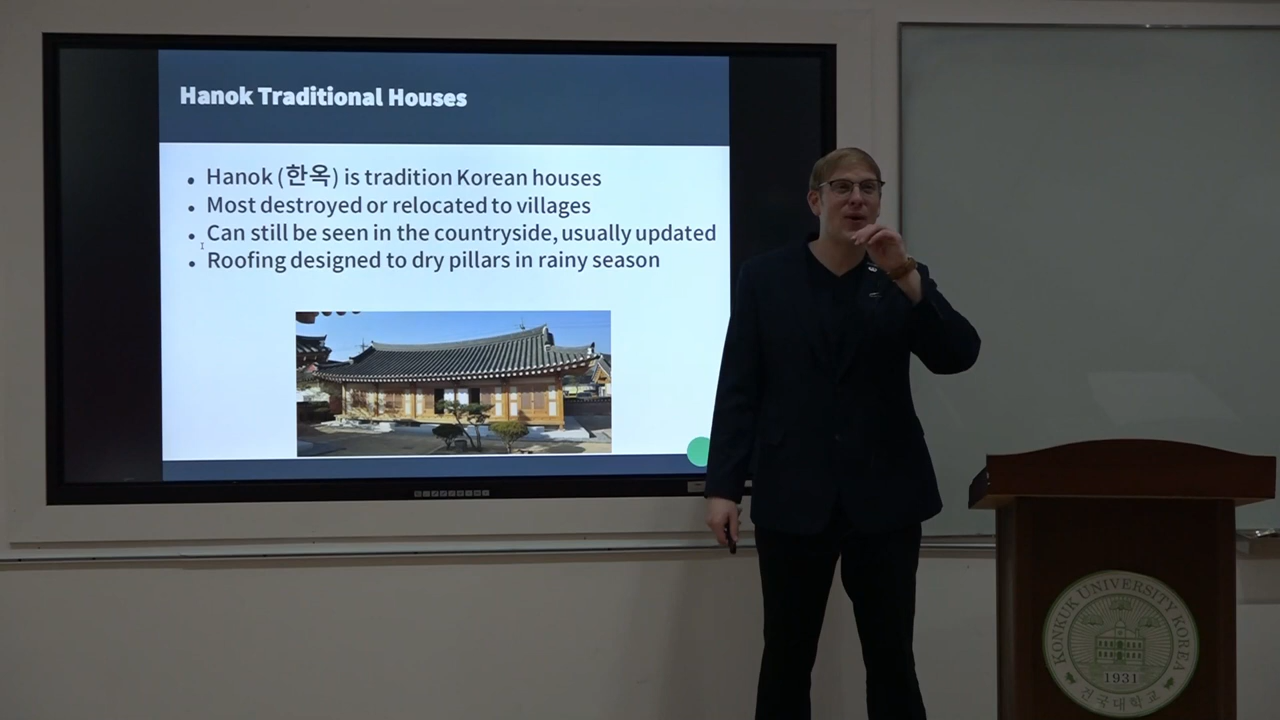 Hanok Traditional Houses
• Hanok (한옥) is tradition Korean houses
• Most destroyed or relocated to villages
• Can still be seen in the countryside, usually updated
• Roofing designed to dry pillars in rainy season
KONKUK UNIVERSITY KOREA
1931
건국대학교